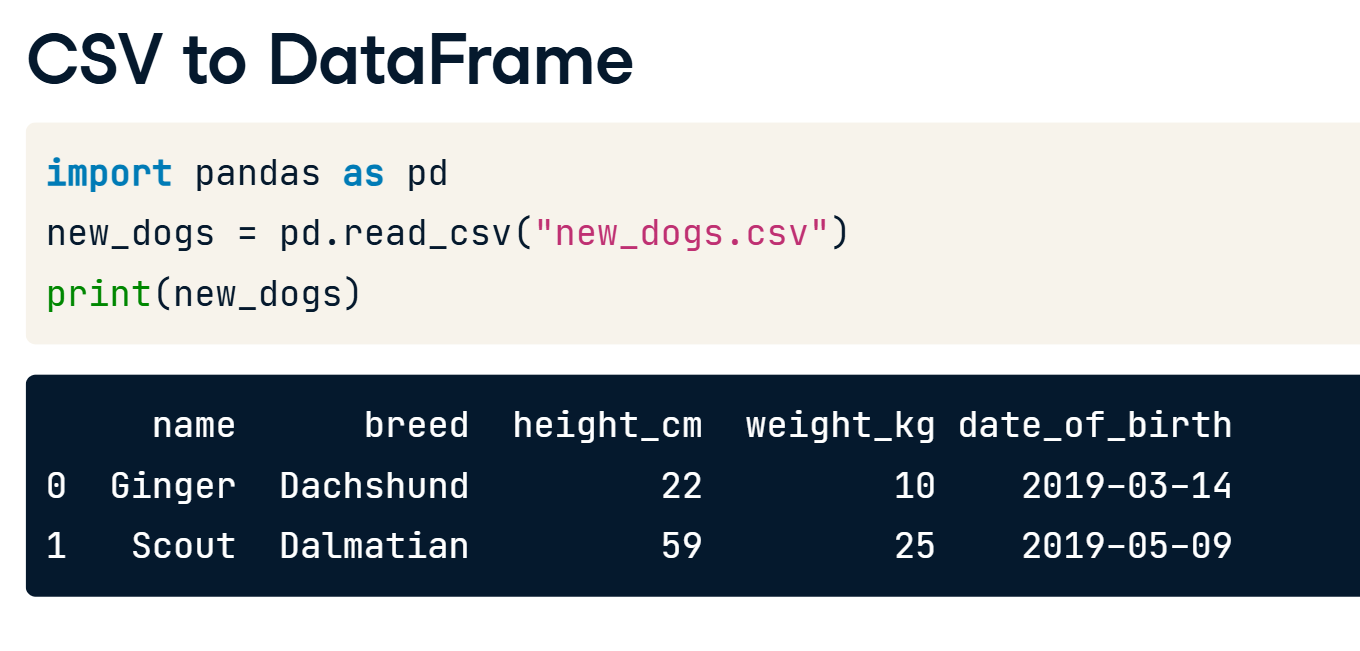 CSV to DataFrame
import pandas as pd
new_dogs = pd.read_csv("new_dogs.csv")
print(new_dogs)
     name      breed  height_cm  weight_kg date_of_birth
0  Ginger  Dachshund         22         10    2019-03-14
1   Scout  Dalmatian         59         25    2019-05-09